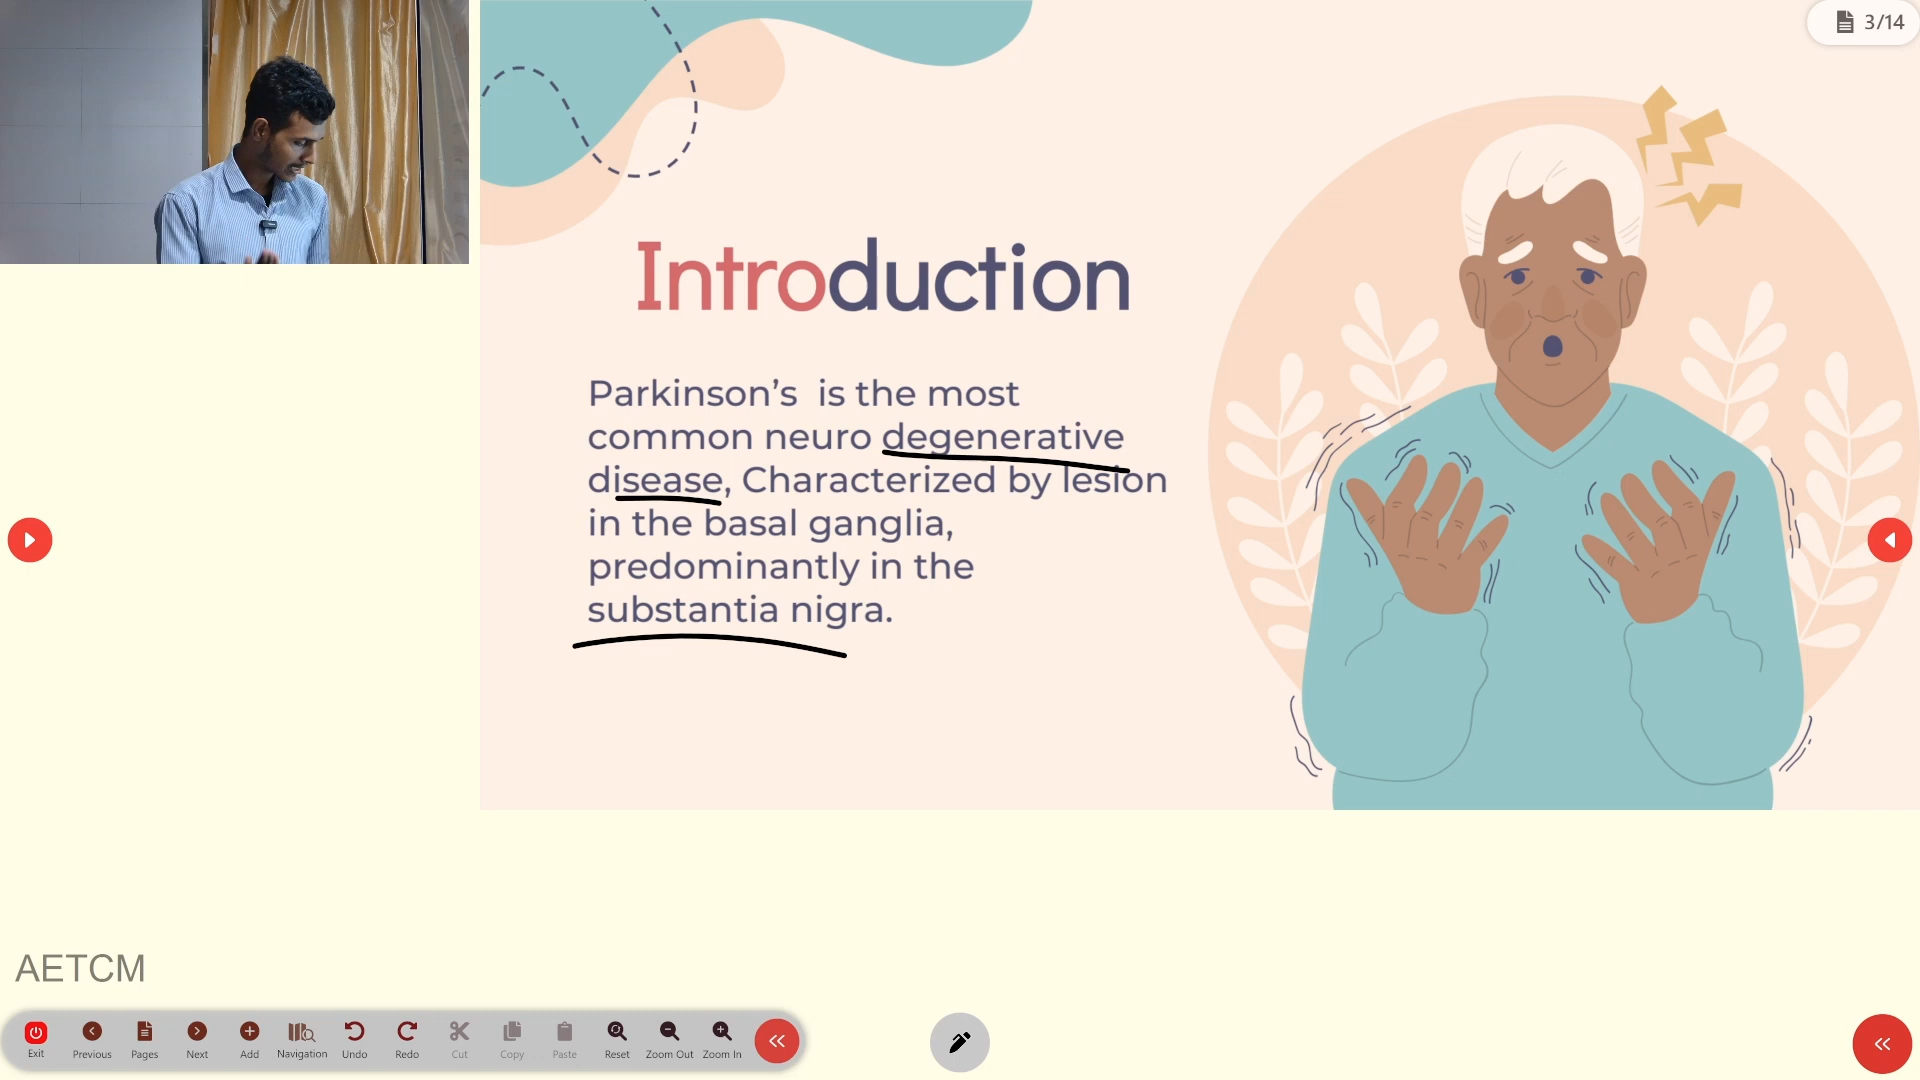 3/14
Introduction
Parkinson’s is the most
common neuro degenerative
disease, Characterized by lesion
in the basal ganglia,
predominantly in the
substantia nigra.
AETCM
Exit
Previous
Pages
Next
Add
Navigation
Undo
Redo
Cut
Copy
Paste
Reset
Zoom Out
Zoom In